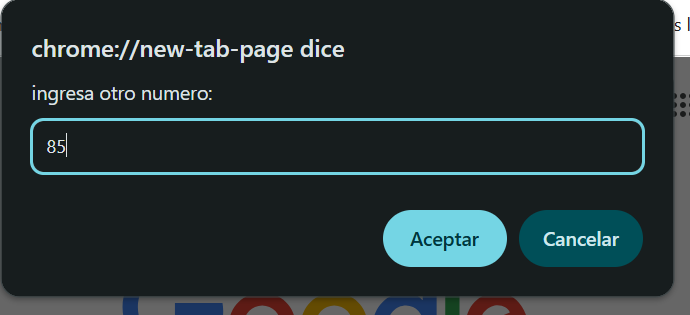 chrome://new-tab-page dice
ingresa otro numero:
85
Aceptar
Cancelar